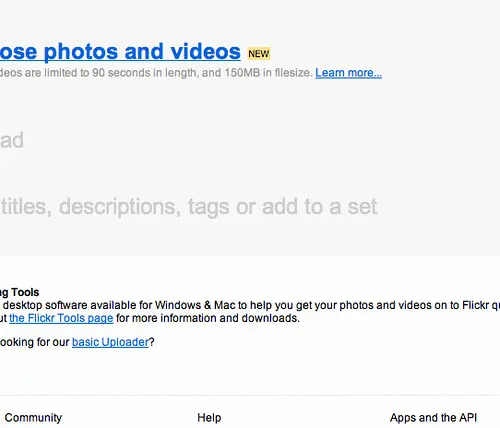 ose photos and videos NEW
deos are limited to 90 seconds in length, and 150MB in filesize. Learn more...
ad
titles, descriptions, tags or add to a set
ng Tools
desktop software available for Windows & Mac to help you get your photos and videos on to Flickr qu
ut the Flickr Tools page for more information and downloads.
ooking for our basic Uploader?
Community Help Apps and the API